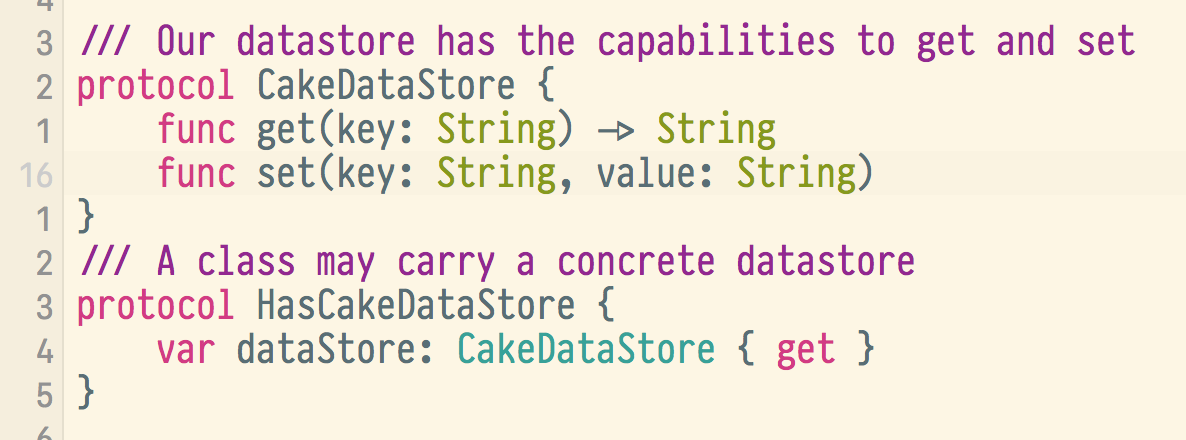 4
3 /// Our datastore has the capabilities to get and set
2 protocol CakeDataStore {
1     func get(key: String) -> String
16     func set(key: String, value: String)
1 }
2 /// A class may carry a concrete datastore
3 protocol HasCakeDataStore {
4     var dataStore: CakeDataStore { get }
5 }
6